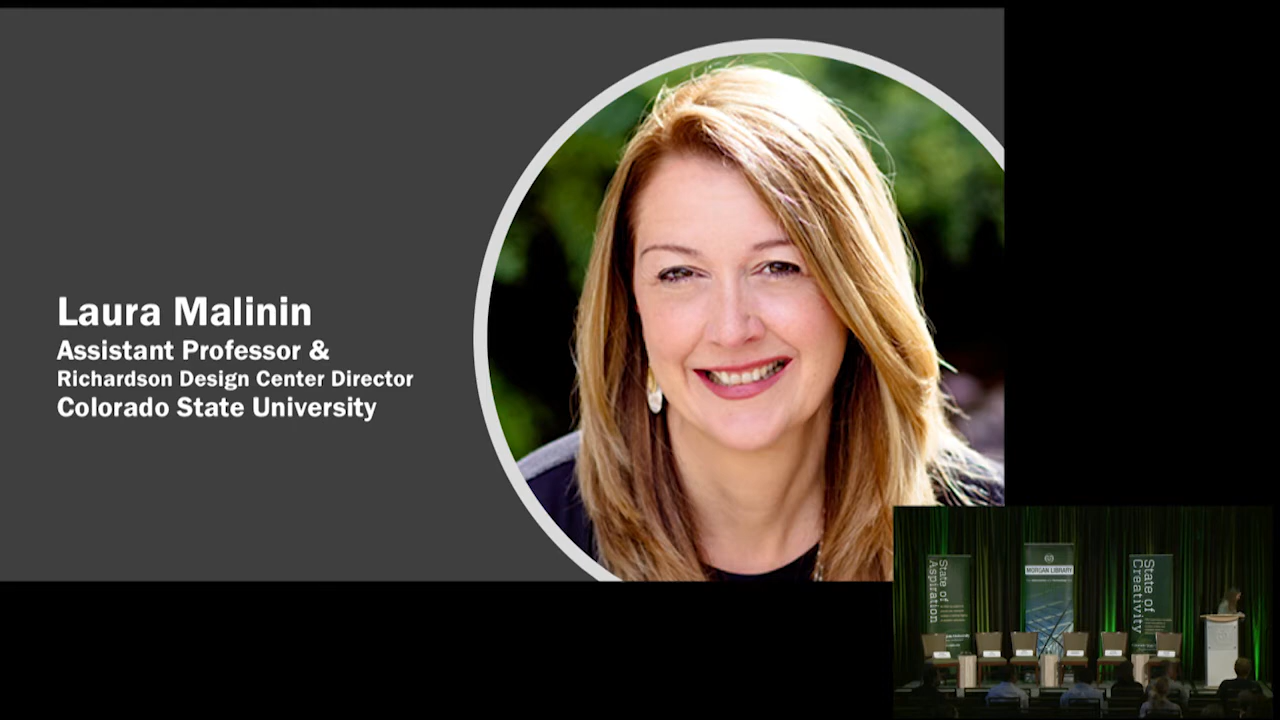 Laura Malinin
Assistant Professor &
Richardson Design Center Director
Colorado State University
State of
Aspiration
MORGAN LIBRARY
State of
Creativity